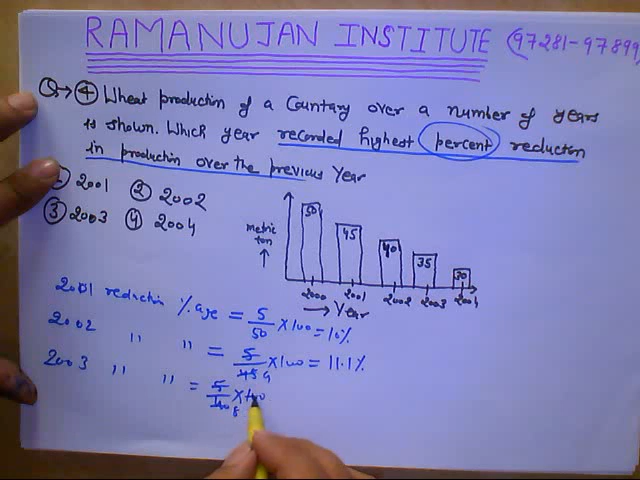 RAMANUJAN INSTITUTE (97281-97899)
Q→ ④ Wheat production of a Country over a number of years
is shown. Which year recorded highest percent reduction
in production over the previous Year
① 2001 ② 2002
③ 2003 ④ 2004
metric
ton
↑
50
45
40
35
30
2000 2001 2002 2003 2004
→ Year
2001 reduction %age = 5/50 × 100 = 10%
2002 " " = 5/45 9 × 100 = 11.1%
2003 " " = 5/40 8 × 100